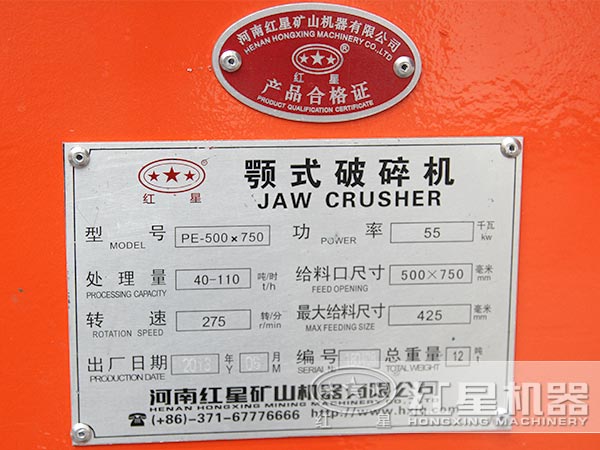 河南红星矿山机器有限公司
HENAN HONGXING MACHINERY CO.,LTD
®
红 星
产品合格证
PRODUCT QUALIFICATION CERTIFICATE
®
红 星
颚式破碎机
JAW CRUSHER
型 号 MODEL PE-500×750 功 率 POWER 55 千瓦 kw
处 理 量 PROCESSING CAPACITY 40-110 吨/时 t/h 给料口尺寸 FEED OPENING 500×750 毫米 mm
转 速 ROTATION SPEED 275 转/分 r/min 最大给料尺寸 MAX FEEDING SIZE 425 毫米 mm
出厂日期 PRODUCTION DATE 年 Y 月 M 编 号 SERIAL 总重量 TOTAL WEIGHT 12 吨 t
河南红星矿山机器有限公司
HENAN HONGXING MINING MACHINERY CO.,LTD
☎(+86)-371-67776666 http://www.hxjq.com
红 星
红星机器
HONGXING MACHINERY